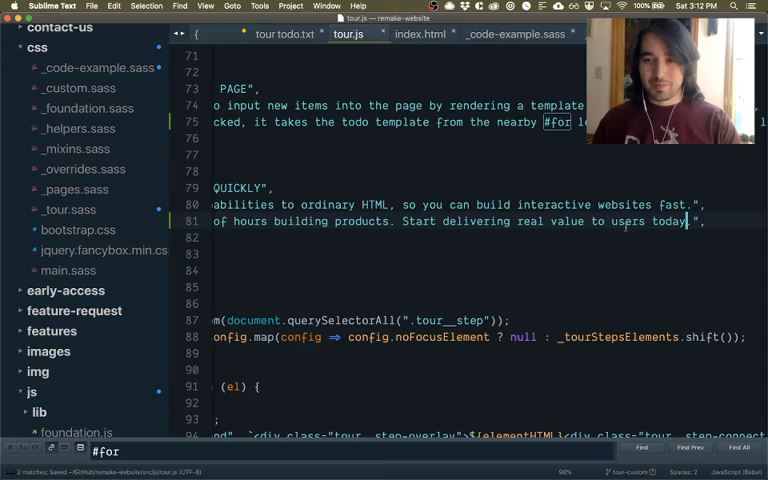 Sublime Text File Edit Selection Find View Goto Tools Project Window Help 100% Sat 3:12 PM
tour.js — remake-website
contact-us
css
_code-example.sass
_custom.sass
_foundation.sass
_helpers.sass
_mixins.sass
_overrides.sass
_pages.sass
_tour.sass
bootstrap.css
jquery.fancybox.min.cs
main.sass
early-access
feature-request
features
images
img
js
lib
foundation.js
{ tour todo.txt × tour.js × index.html × _code-example.sass ×
71
72
73 PAGE",
74 o input new items into the page by rendering a template
75 cked, it takes the todo template from the nearby #for
76
77
78
79 QUICKLY",
80 abilities to ordinary HTML, so you can build interactive websites fast.",
81 of hours building products. Start delivering real value to users today.",
82
83
84
85
86
87 m(document.querySelectorAll(".tour__step"));
88 config.map(config => config.noFocusElement ? null : _tourStepsElements.shift());
89
90
91 (el) {
92
93 ;
94 `<div class="tour__step-overlay">${elementHTML}<div class="tour__step-connect
#for Find Find Prev Find All
2 matches; Saved ~/GitHub/remake-website/src/js/tour.js (UTF-8) 98% tour-custom Spaces: 2 JavaScript (Babel)